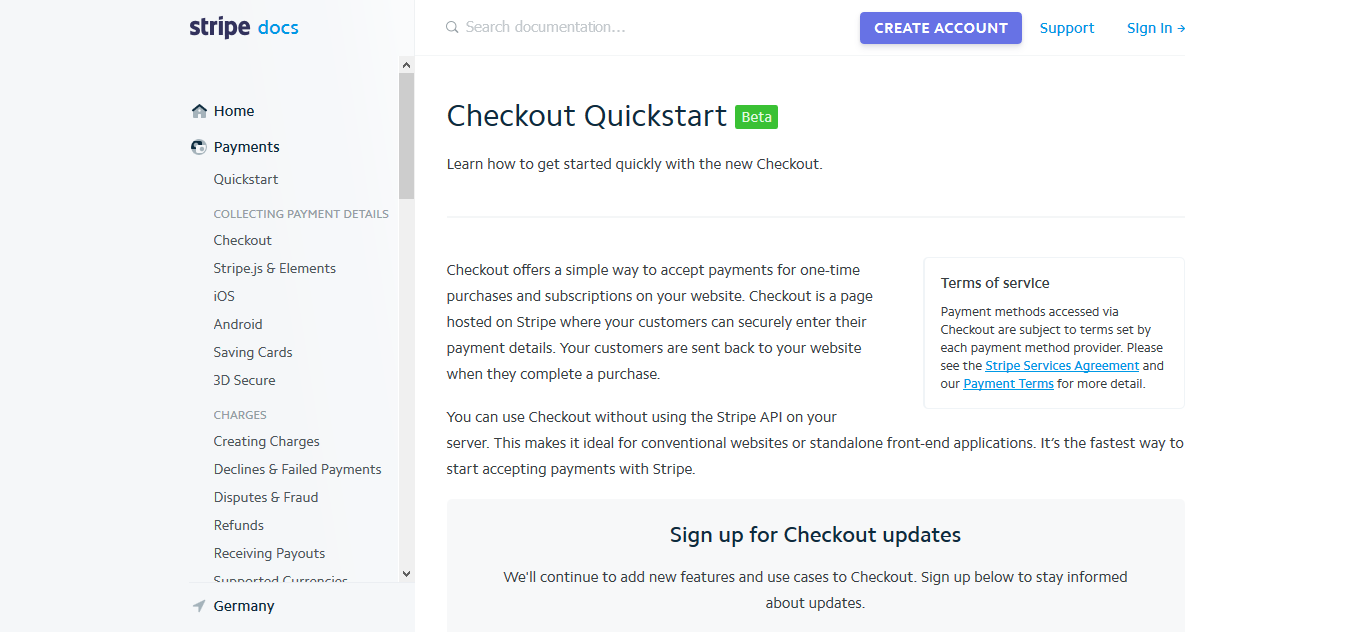 stripe docs
Search documentation...
CREATE ACCOUNT
Support
Sign in →
Home
Payments
Quickstart
COLLECTING PAYMENT DETAILS
Checkout
Stripe.js & Elements
iOS
Android
Saving Cards
3D Secure
CHARGES
Creating Charges
Declines & Failed Payments
Disputes & Fraud
Refunds
Receiving Payouts
Supported Currencies
Germany
Checkout Quickstart Beta
Learn how to get started quickly with the new Checkout.
Checkout offers a simple way to accept payments for one-time
purchases and subscriptions on your website. Checkout is a page
hosted on Stripe where your customers can securely enter their
payment details. Your customers are sent back to your website
when they complete a purchase.
Terms of service
Payment methods accessed via
Checkout are subject to terms set by
each payment method provider. Please
see the Stripe Services Agreement and
our Payment Terms for more detail.
You can use Checkout without using the Stripe API on your
server. This makes it ideal for conventional websites or standalone front-end applications. It’s the fastest way to
start accepting payments with Stripe.
Sign up for Checkout updates
We'll continue to add new features and use cases to Checkout. Sign up below to stay informed
about updates.